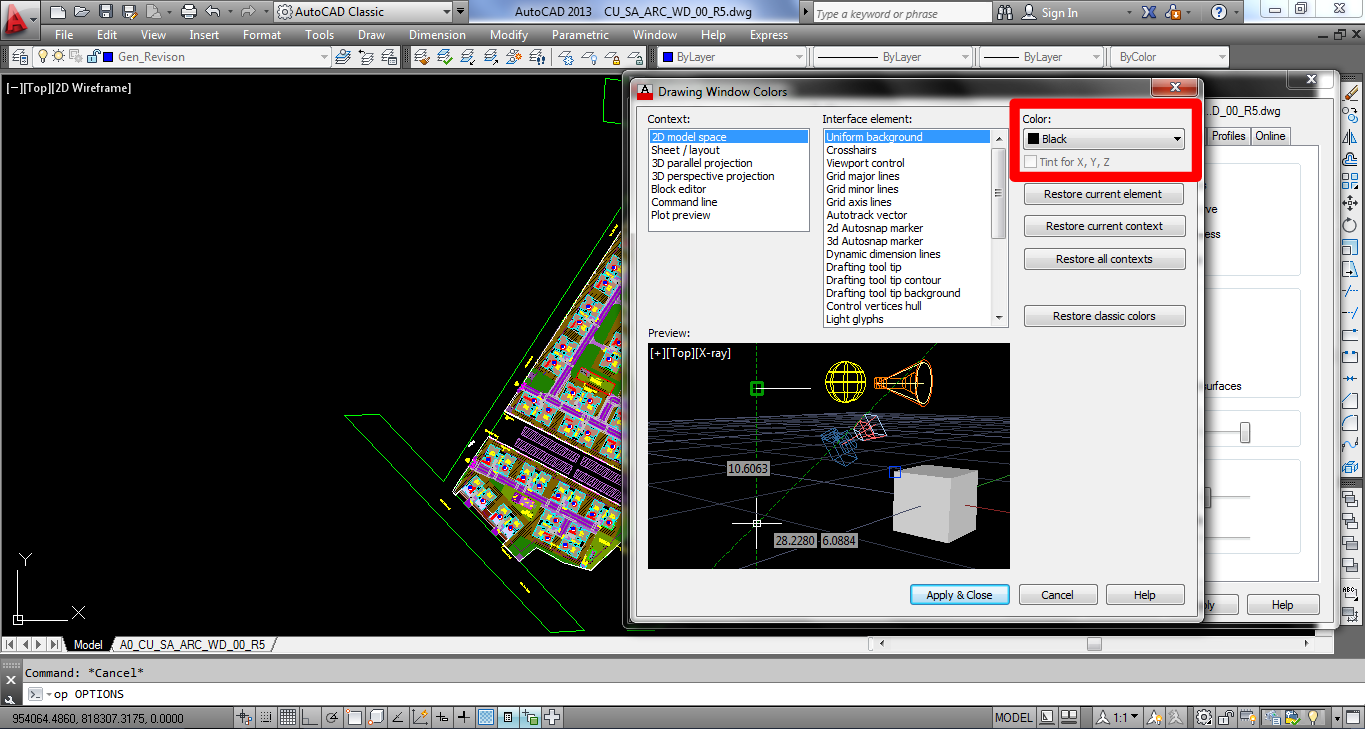 AutoCAD Classic
AutoCAD 2013 CU_SA_ARC_WD_00_R5.dwg
Type a keyword or phrase
Sign In
File Edit View Insert Format Tools Draw Dimension Modify Parametric Window Help Express
Gen_Revison
ByLayer
ByLayer
ByLayer
ByColor
[−][Top][2D Wireframe]
Drawing Window Colors
Context:
2D model space
Sheet / layout
3D parallel projection
3D perspective projection
Block editor
Command line
Plot preview
Interface element:
Uniform background
Crosshairs
Viewport control
Grid major lines
Grid minor lines
Grid axis lines
Autotrack vector
2d Autosnap marker
3d Autosnap marker
Dynamic dimension lines
Drafting tool tip
Drafting tool tip contour
Drafting tool tip background
Control vertices hull
Light glyphs
Color:
Black
Tint for X, Y, Z
Restore current element
Restore current context
Restore all contexts
Restore classic colors
Preview:
[+][Top][X-ray]
10.6063
28.2280 6.0884
Apply & Close
Cancel
Help
..D_00_R5.dwg
Profiles Online
rve
ess
urfaces
ply
Help
Y
X
Model A0_CU_SA_ARC_WD_00_R5
Command: *Cancel*
op OPTIONS
954064.4860, 818307.3175, 0.0000
MODEL
1:1
ABC